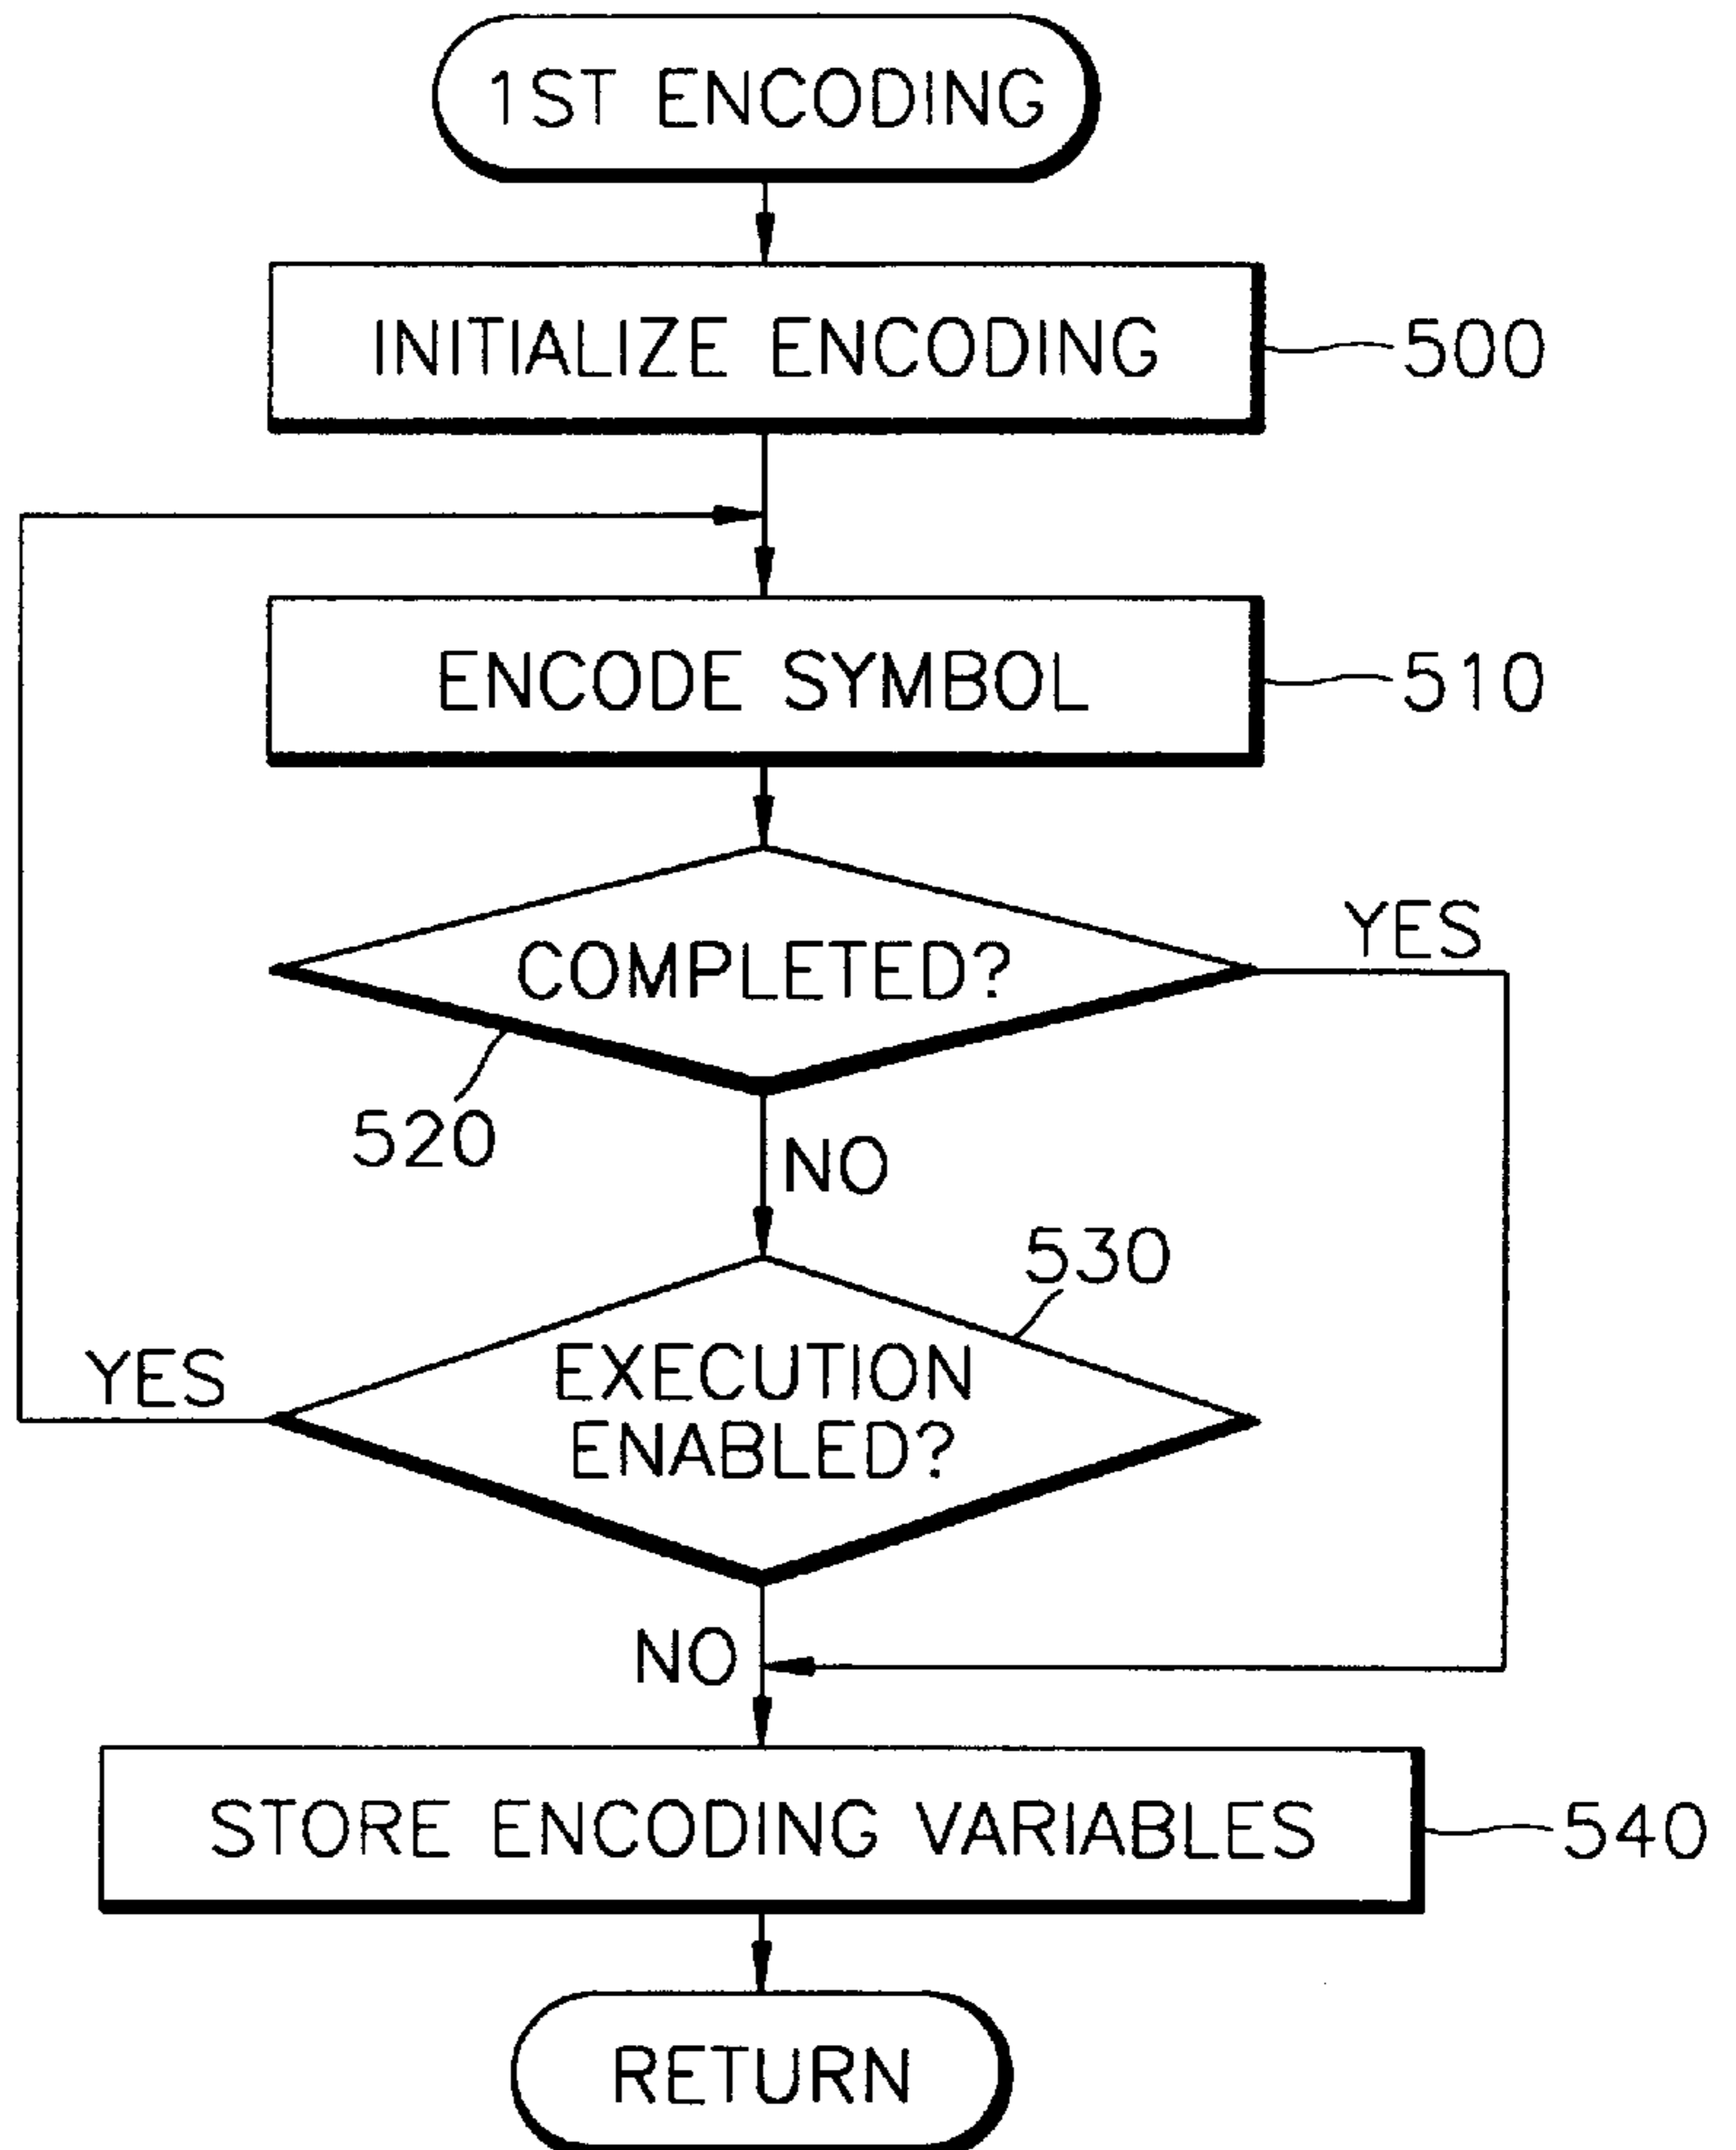 1ST ENCODING
INITIALIZE ENCODING
500
ENCODE SYMBOL
510
COMPLETED?
YES
520
NO
530
EXECUTION
ENABLED?
YES
NO
STORE ENCODING VARIABLES
540
RETURN